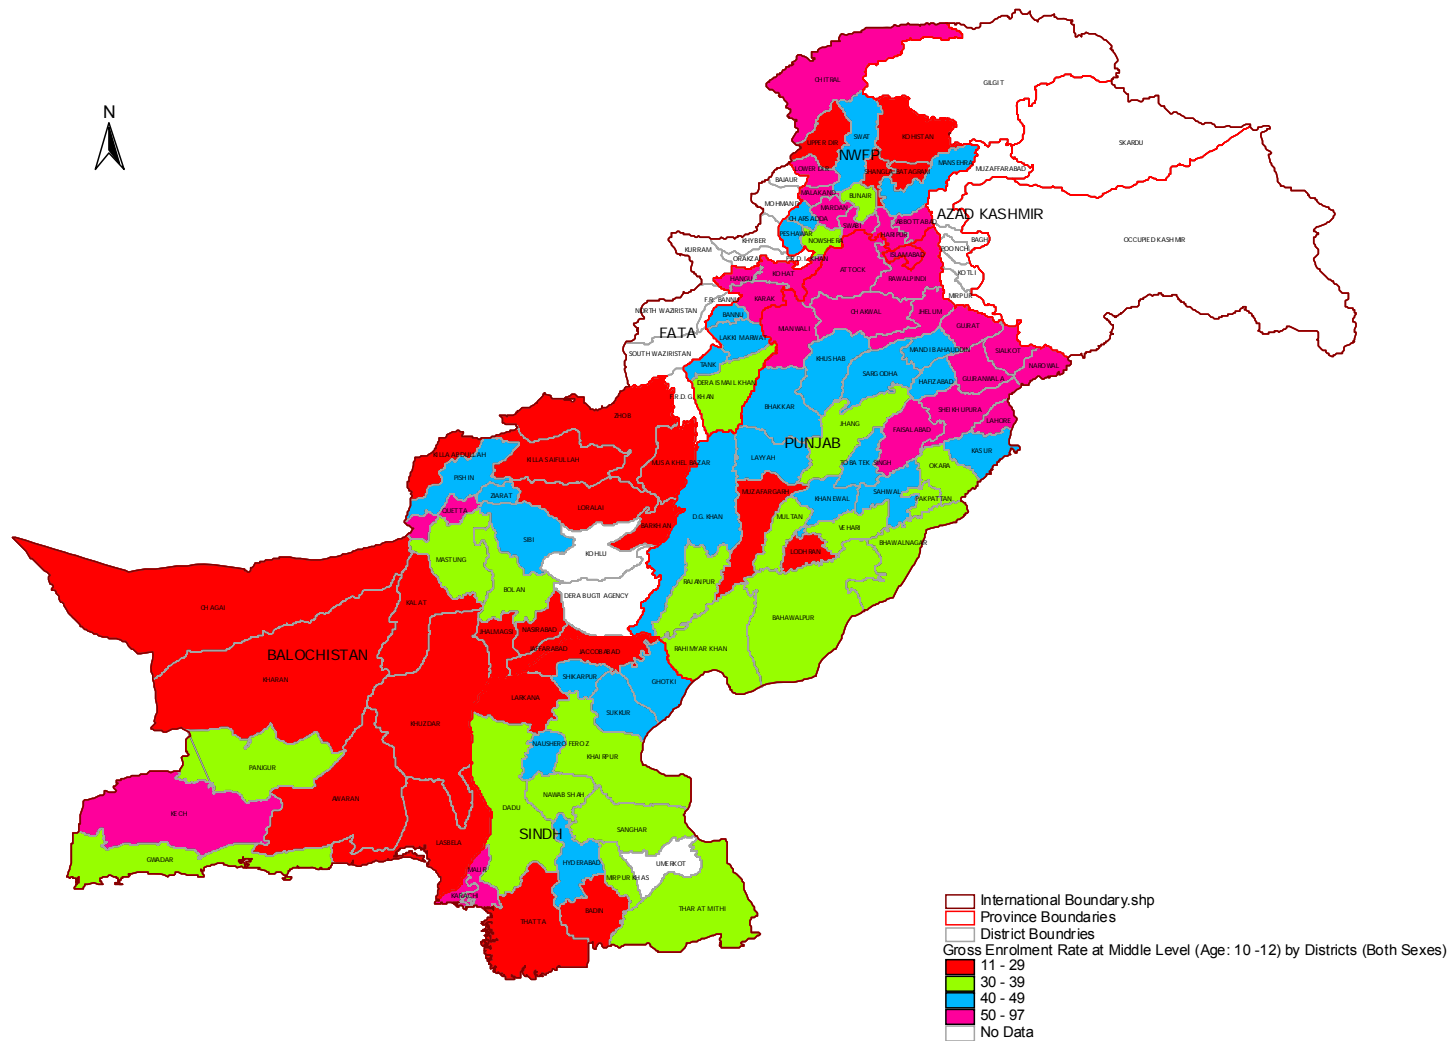 N
CHITRAL
GILGIT
SKARDU
UPPER DIR
SWAT
KOHISTAN
NWFP
LOWER DIR
SHANGLA
BATAGRAM
MANSEHRA
MUZAFFARABAD
BAJAUR
MALAKAND
BUNAIR
MOHMAND
MARDAN
CHARSADDA
SWABI
ABBOTTABAD
AZAD KASHMIR
PESHAWAR
NOWSHERA
HARIPUR
BAGH
OCCUPIED KASHMIR
KHYBER
KURRAM
ORAKZAI
F.R.D.I. KHAN
ISLAMABAD
POONCH
HANGU
KOHAT
ATTOCK
RAWALPINDI
KOTLI
MIRPUR
F.R. BANNU
KARAK
NORTH WAZIRISTAN
BANNU
CHAKWAL
JHELUM
FATA
MIANWALI
GUJRAT
LAKKI MARWAT
SOUTH WAZIRISTAN
TANK
KHUSHAB
MANDI BAHAUDDIN
SIALKOT
NAROWAL
SARGODHA
HAFIZABAD
GUJRANWALA
DERA ISMAIL KHAN
F.R.D.G. KHAN
BHAKKAR
SHEIKHUPURA
ZHOB
JHANG
FAISALABAD
LAHORE
PUNJAB
KASUR
KILLA ABDULLAH
KILLA SAIFULLAH
MUSA KHEL BAZAR
LAYYAH
TOBA TEK SINGH
OKARA
PISHIN
ZIARAT
MUZAFARGARH
KHANEWAL
SAHIWAL
PAKPATTAN
QUETTA
LORALAI
D.G. KHAN
MULTAN
VEHARI
BARKHAN
SIBI
KOHLU
LODHRAN
BHAWALNAGAR
MASTUNG
BOLAN
RAJANPUR
DERA BUGTI AGENCY
CHAGAI
KALAT
BAHAWALPUR
JHAL MAGSI
NASIRABAD
JAFFARABAD
JACCOBABAD
RAHIMYAR KHAN
BALOCHISTAN
KHARAN
SHIKARPUR
GHOTKI
LARKANA
SUKKUR
KHUZDAR
NAUSHERO FEROZ
KHAIRPUR
PANJGUR
NAWAB SHAH
AWARAN
DADU
KECH
SINDH
SANGHAR
LASBELA
GWADAR
HYDERABAD
UMERKOT
MALIR
MIRPUR KHAS
KARACHI
THATTA
BADIN
THAR AT MITHI
International Boundary.shp
Province Boundaries
District Boundries
Gross Enrolment Rate at Middle Level (Age: 10 -12) by Districts (Both Sexes)
11 - 29
30 - 39
40 - 49
50 - 97
No Data